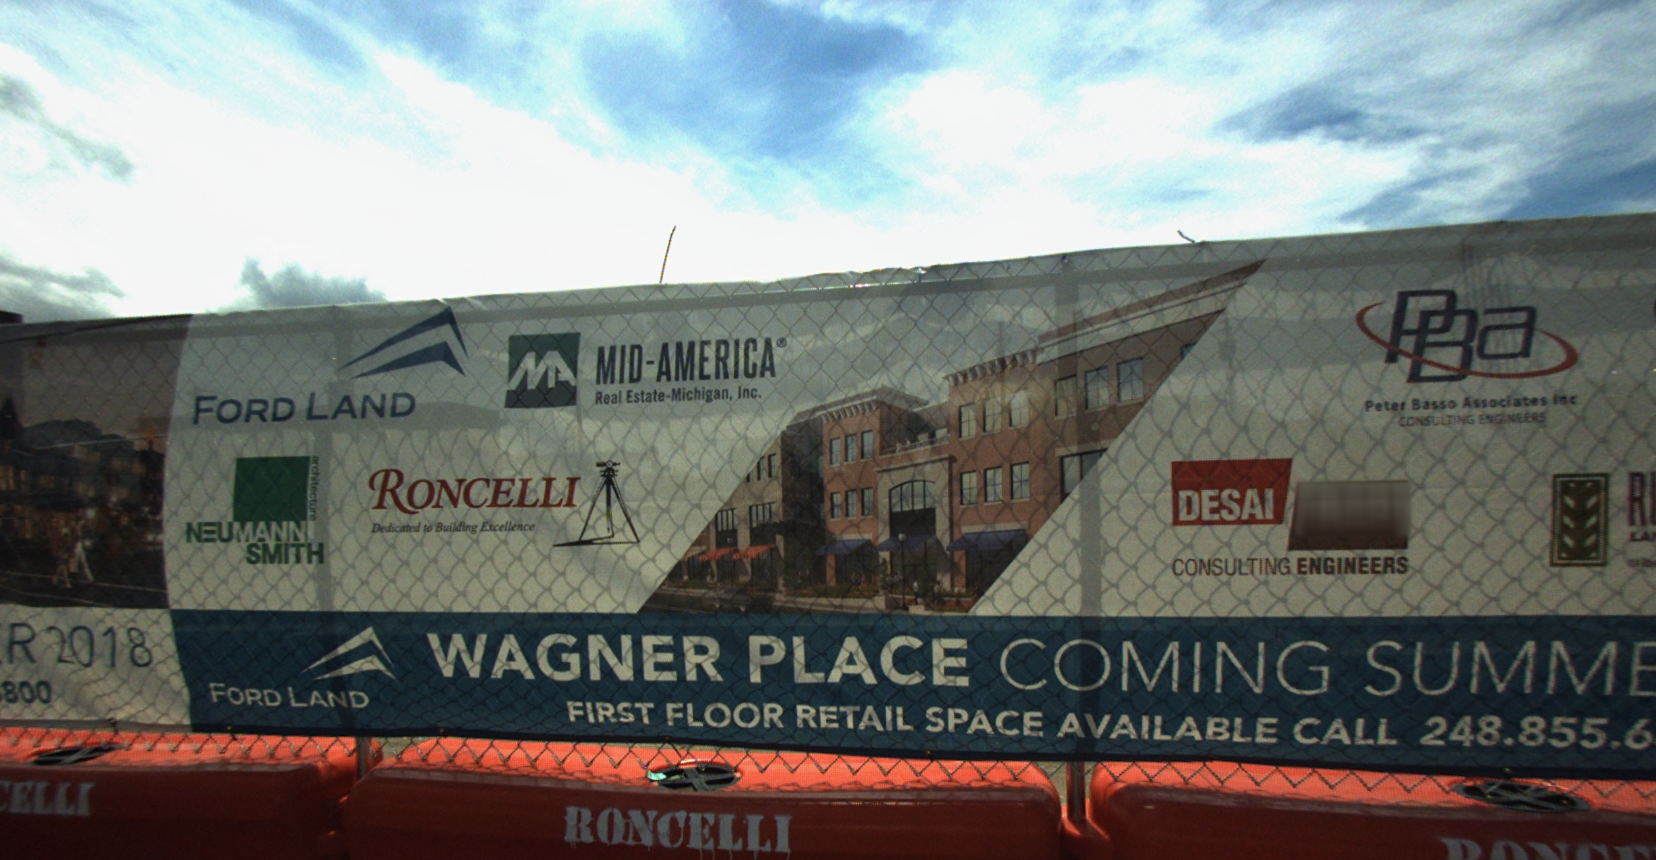 FORD LAND
MA MID-AMERICA®
Real Estate-Michigan, Inc.
NEUMANN
SMITH
architecture
RONCELLI
Dedicated to Building Excellence
PBa
Peter Basso Associates Inc
CONSULTING ENGINEERS
DESAI
CONSULTING ENGINEERS
2018
800
FORD LAND
WAGNER PLACE COMING SUMME
FIRST FLOOR RETAIL SPACE AVAILABLE CALL 248.855.6
CELLI
RONCELLI
RONCE